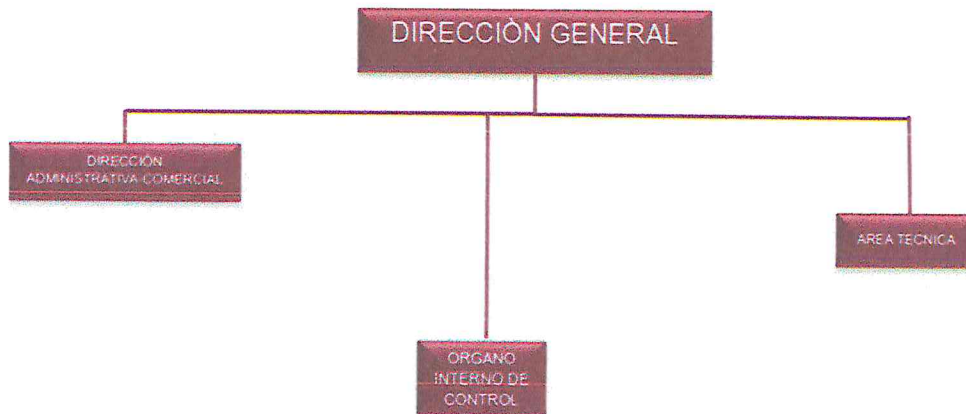 DIRECCIÒN GENERAL
DIRECCIÓN
ADMINISTRATIVA COMERCIAL
AREA TECNICA
ORGANO
INTERNO DE
CONTROL